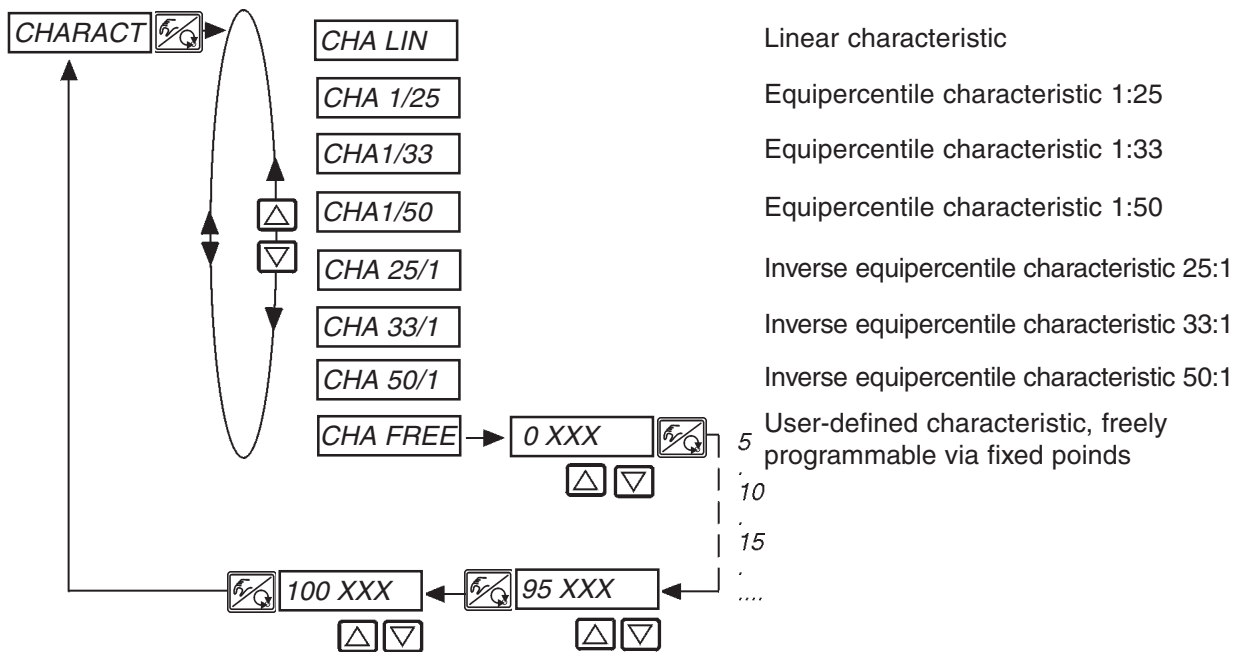 CHARACT
CHA LIN Linear characteristic
CHA 1/25 Equipercentile characteristic 1:25
CHA1/33 Equipercentile characteristic 1:33
CHA1/50 Equipercentile characteristic 1:50
CHA 25/1 Inverse equipercentile characteristic 25:1
CHA 33/1 Inverse equipercentile characteristic 33:1
CHA 50/1 Inverse equipercentile characteristic 50:1
CHA FREE 0 XXX User-defined characteristic, freely
programmable via fixed poinds
5
.
10
.
15
.
....
100 XXX 95 XXX